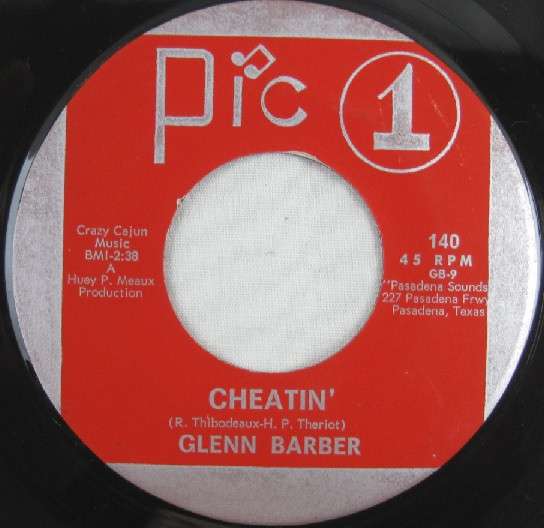 Pic 1
Crazy Cajun
Music
BMI-2:38
A
Huey P. Meaux
Production
140
45 RPM
GB-9
"Pasadena Sounds
227 Pasadena Frwy
Pasadena, Texas
CHEATIN'
(R. Thibodeaux-H. P. Theriot)
GLENN BARBER